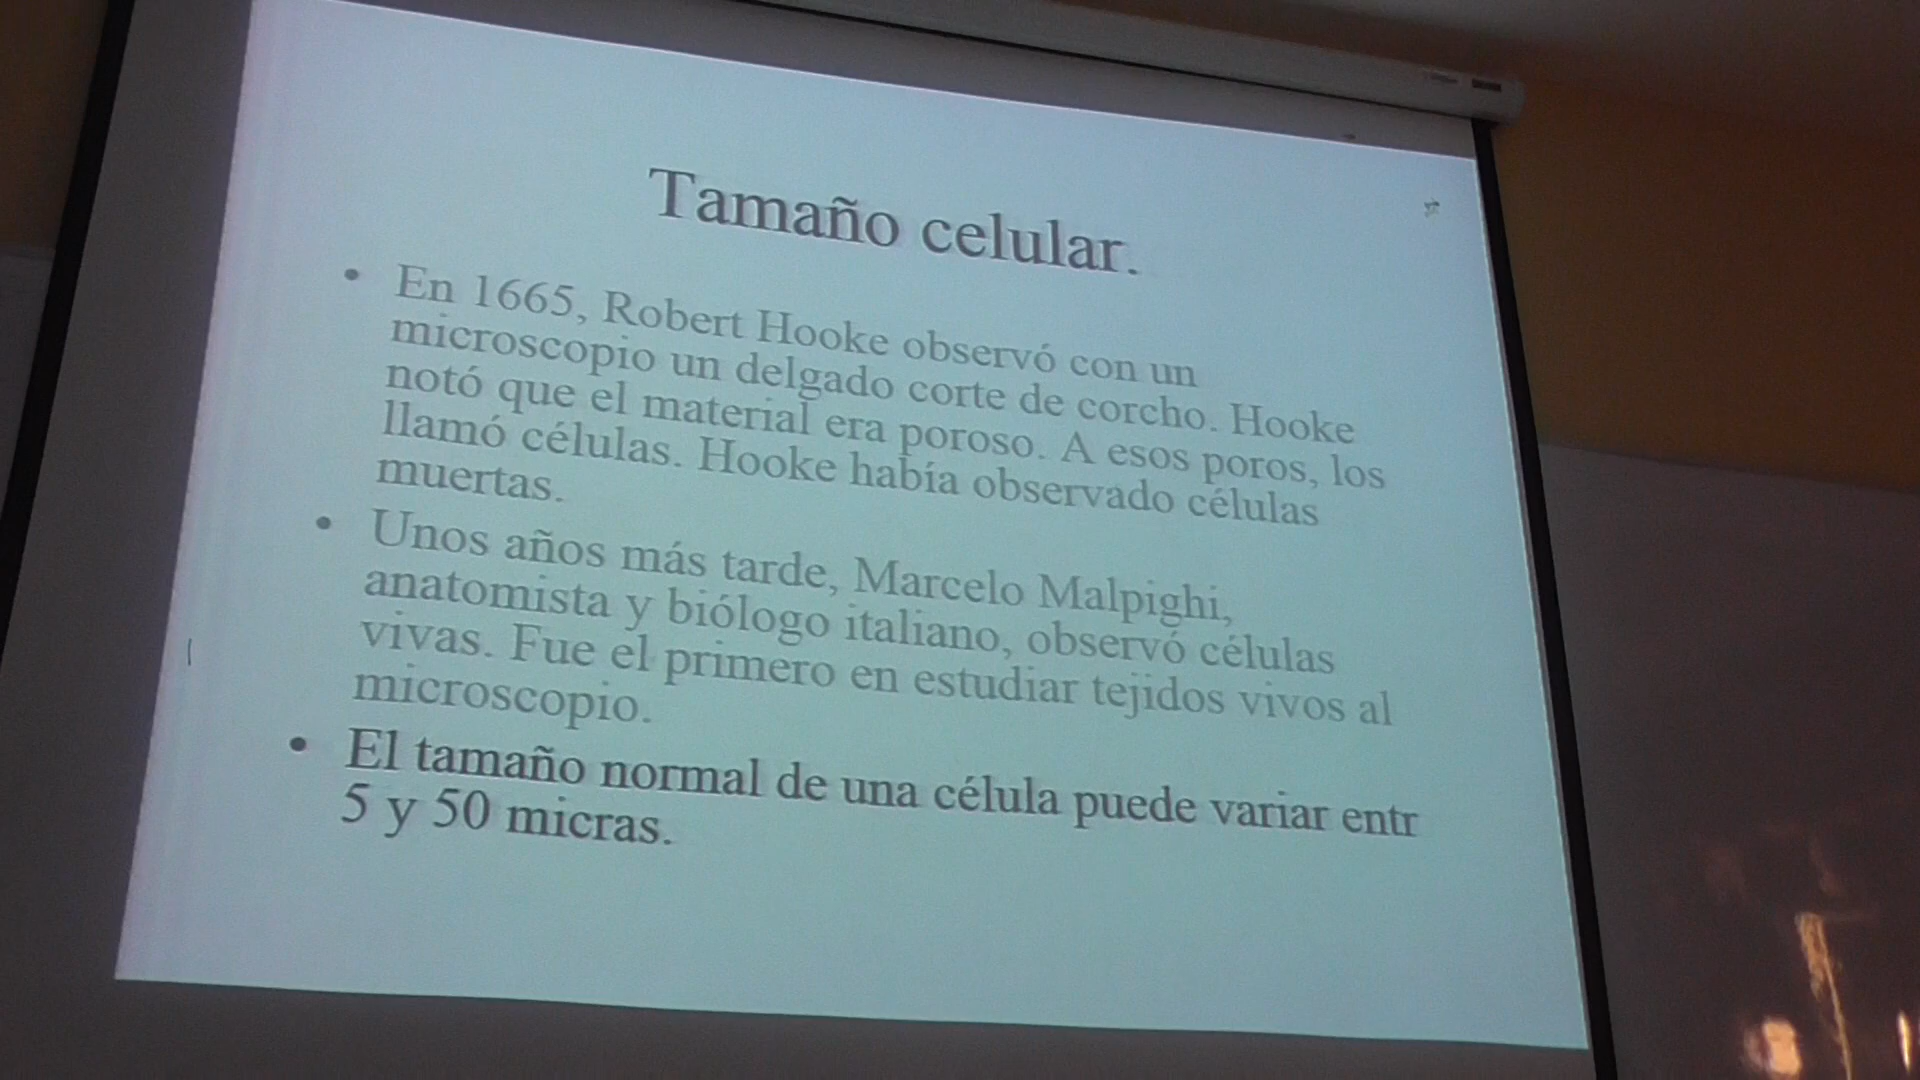 Tamaño celular.
• En 1665, Robert Hooke observó con un
microscopio un delgado corte de corcho. Hooke
notó que el material era poroso. A esos poros, los
llamó células. Hooke había observado células
muertas.
• Unos años más tarde, Marcelo Malpighi,
anatomista y biólogo italiano, observó células
vivas. Fue el primero en estudiar tejidos vivos al
microscopio.
• El tamaño normal de una célula puede variar entr
5 y 50 micras.